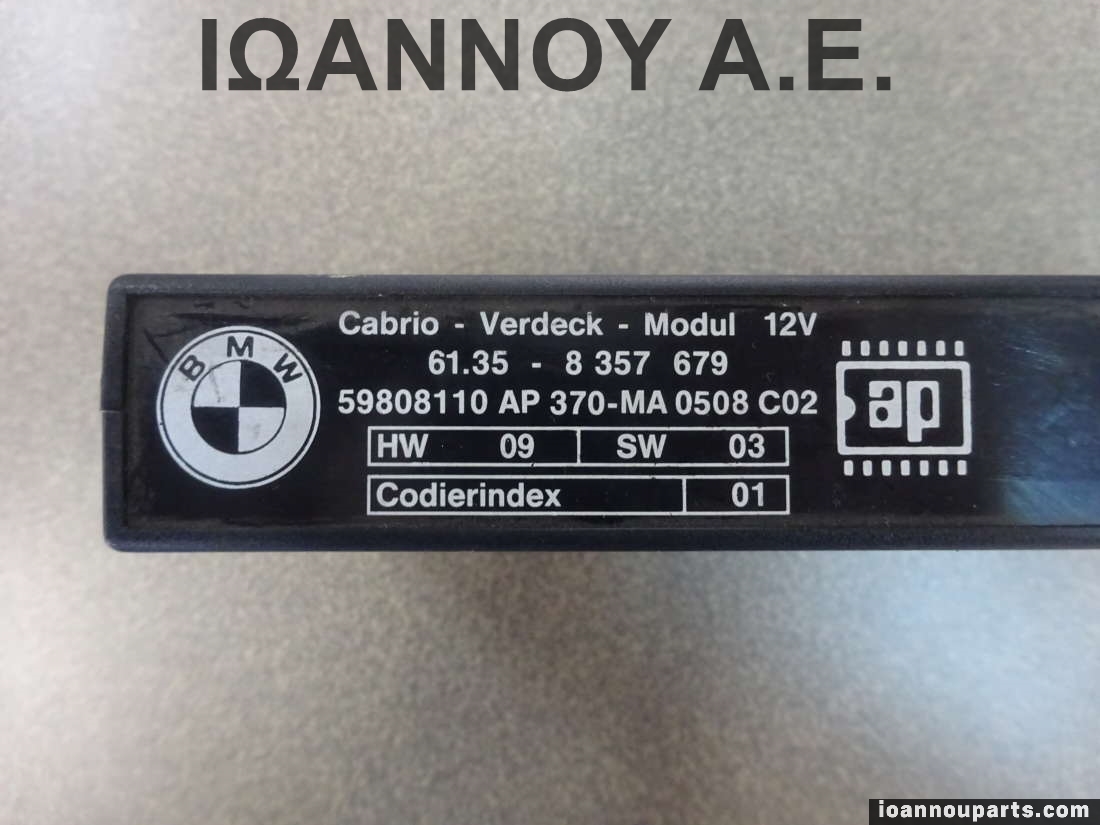 ΙΩΑΝΝΟΥ Α.Ε.
BMW
Cabrio - Verdeck - Modul 12V
61.35 - 8 357 679
59808110 AP 370-MA 0508 C02
HW 09 SW 03
Codierindex 01
ap
ioannouparts.com